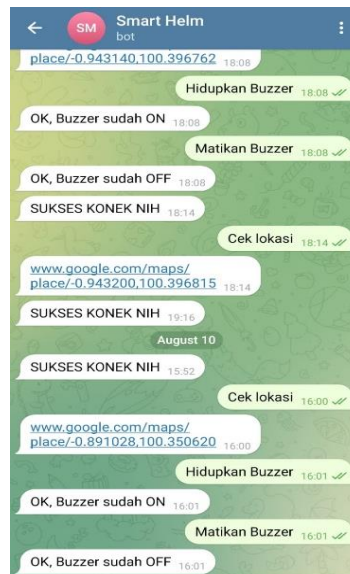 SM
Smart Helm
bot
www.google.com/maps/
place/-0.943140,100.396762 18:08
Hidupkan Buzzer 18:08
OK, Buzzer sudah ON 18:08
Matikan Buzzer 18:08
OK, Buzzer sudah OFF 18:08
SUKSES KONEK NIH 18:14
Cek lokasi 18:14
www.google.com/maps/
place/-0.943200,100.396815 18:14
SUKSES KONEK NIH 19:16
August 10
SUKSES KONEK NIH 15:52
Cek lokasi 16:00
www.google.com/maps/
place/-0.891028,100.350620 16:00
Hidupkan Buzzer 16:01
OK, Buzzer sudah ON 16:01
Matikan Buzzer 16:01
OK, Buzzer sudah OFF 16:01